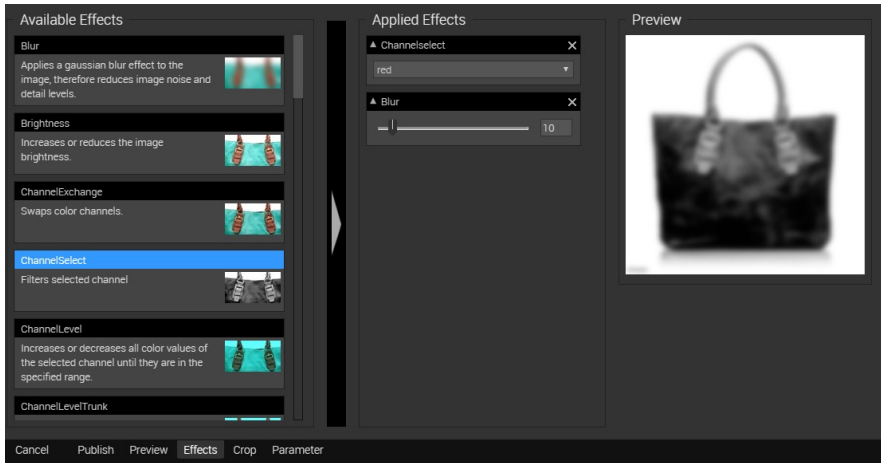 Available Effects
Blur
Applies a gaussian blur effect to the
image, therefore reduces image noise and
detail levels.
Brightness
Increases or reduces the image
brightness.
ChannelExchange
Swaps color channels.
ChannelSelect
Filters selected channel
ChannelLevel
Increases or decreases all color values of
the selected channel until they are in the
specified range.
ChannelLevelTrunk
Applied Effects
Channelselect
red
Blur
10
Preview
Cancel Publish Preview Effects Crop Parameter